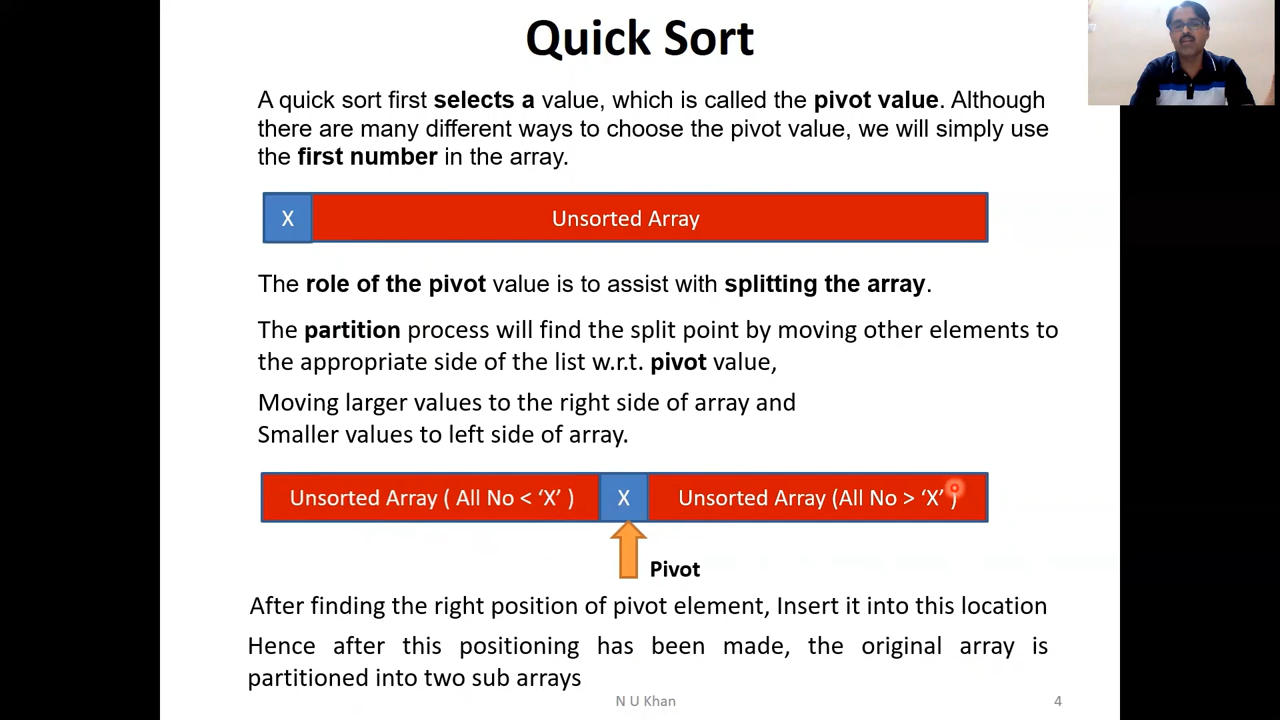 Quick Sort
A quick sort first selects a value, which is called the pivot value. Although
there are many different ways to choose the pivot value, we will simply use
the first number in the array.
X Unsorted Array
The role of the pivot value is to assist with splitting the array.
The partition process will find the split point by moving other elements to
the appropriate side of the list w.r.t. pivot value,
Moving larger values to the right side of array and
Smaller values to left side of array.
Unsorted Array ( All No < ‘X’ ) X Unsorted Array (All No > ‘X’ )
Pivot
After finding the right position of pivot element, Insert it into this location
Hence after this positioning has been made, the original array is
partitioned into two sub arrays
N U Khan 4